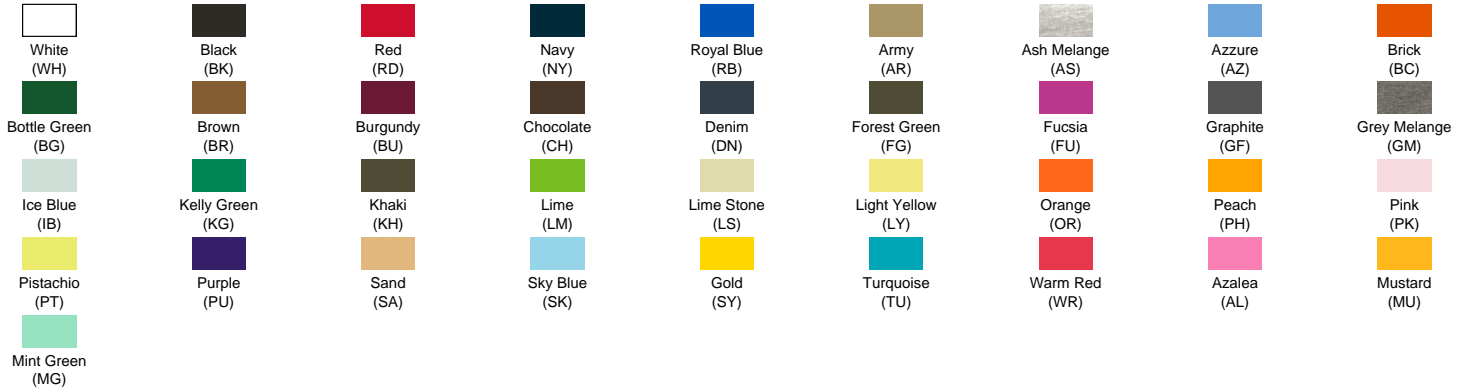 White Black Red Navy Royal Blue Army Ash Melange Azzure Brick
(WH) (BK) (RD) (NY) (RB) (AR) (AS) (AZ) (BC)
Bottle Green Brown Burgundy Chocolate Denim Forest Green Fucsia Graphite Grey Melange
(BG) (BR) (BU) (CH) (DN) (FG) (FU) (GF) (GM)
Ice Blue Kelly Green Khaki Lime Lime Stone Light Yellow Orange Peach Pink
(IB) (KG) (KH) (LM) (LS) (LY) (OR) (PH) (PK)
Pistachio Purple Sand Sky Blue Gold Turquoise Warm Red Azalea Mustard
(PT) (PU) (SA) (SK) (SY) (TU) (WR) (AL) (MU)
Mint Green
(MG)